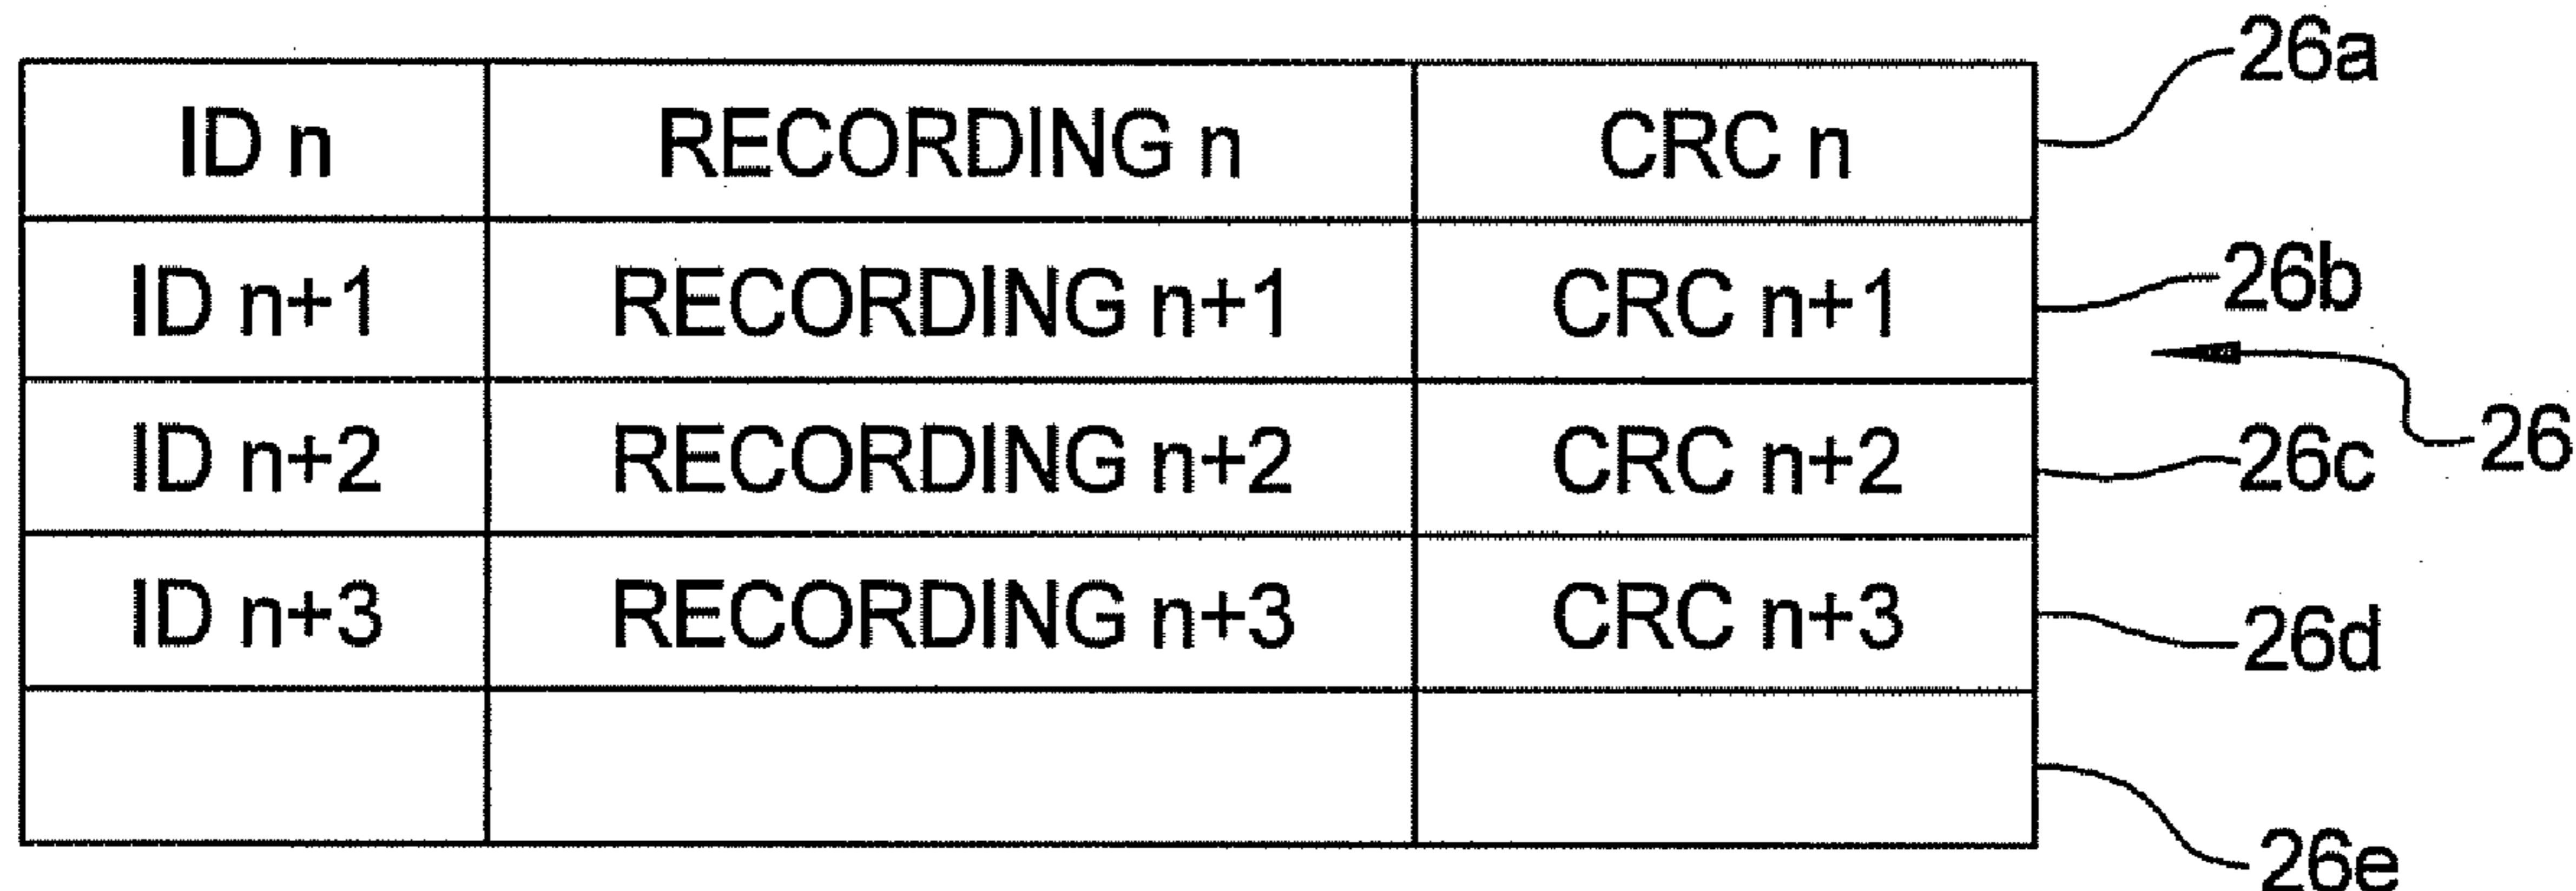 26a
ID n RECORDING n CRC n
26b
ID n+1 RECORDING n+1 CRC n+1
26
ID n+2 RECORDING n+2 CRC n+2 26c
ID n+3 RECORDING n+3 CRC n+3 26d
26e